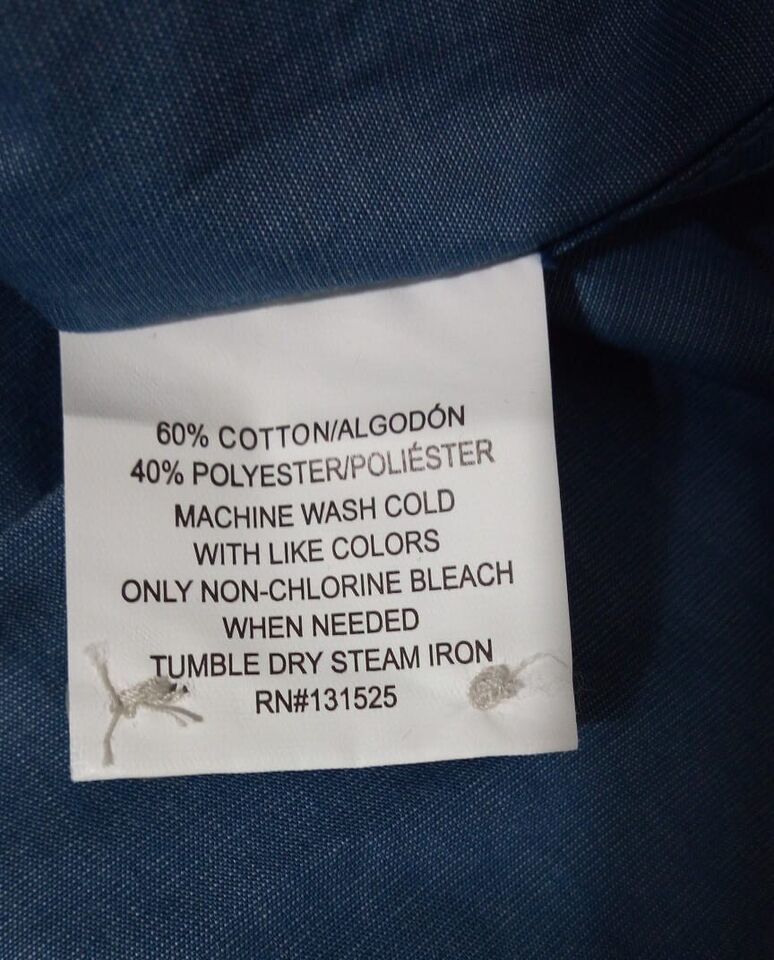 60% COTTON/ALGODÓN
40% POLYESTER/POLIÉSTER
MACHINE WASH COLD
WITH LIKE COLORS
ONLY NON-CHLORINE BLEACH
WHEN NEEDED
TUMBLE DRY STEAM IRON
RN#131525